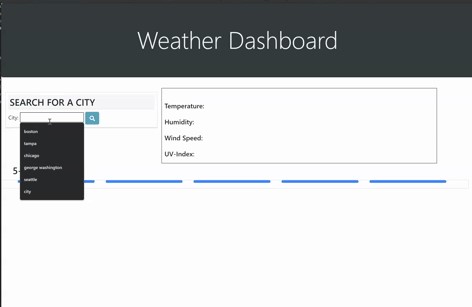 Weather Dashboard
SEARCH FOR A CITY
City:
boston
tampa
chicago
george washington
seattle
city
Temperature:
Humidity:
Wind Speed:
UV-Index:
5-